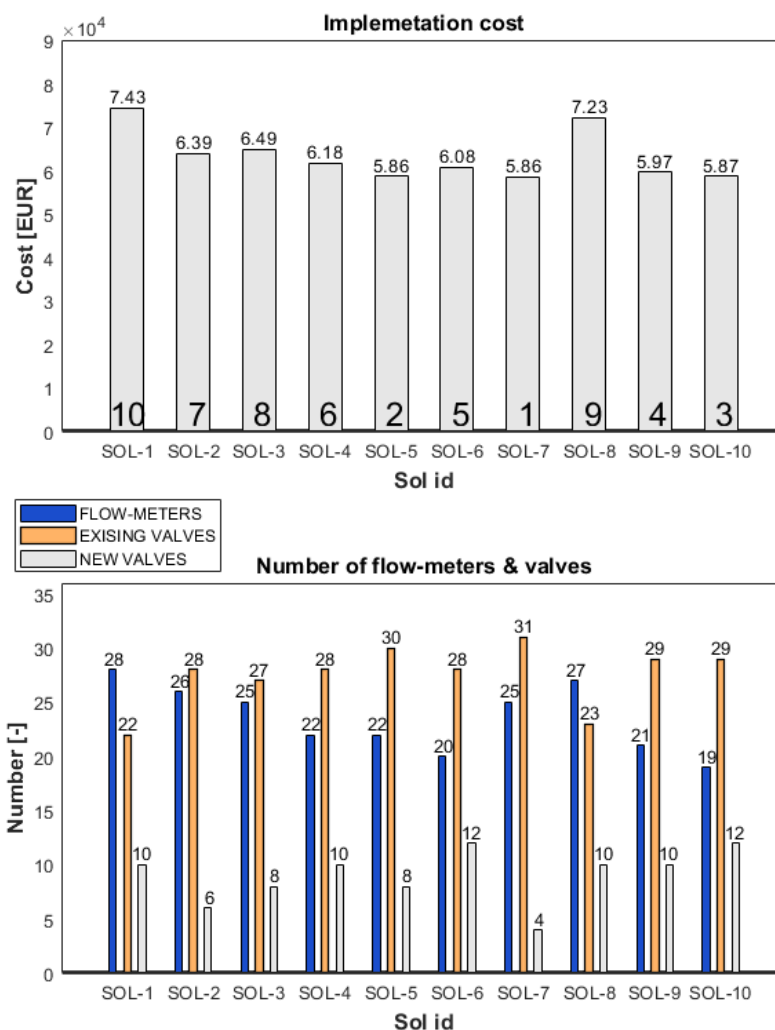 Implemetation cost
×10⁴
9
8
7
6
5
4
3
2
1
0
Cost [EUR]
7.43 6.39 6.49 6.18 5.86 6.08 5.86 7.23 5.97 5.87
10 7 8 6 2 5 1 9 4 3
SOL-1 SOL-2 SOL-3 SOL-4 SOL-5 SOL-6 SOL-7 SOL-8 SOL-9 SOL-10
Sol id
FLOW-METERS
EXISING VALVES
NEW VALVES
Number of flow-meters & valves
35
30
25
20
15
10
5
0
Number [-]
28 22 10 26 28 6 25 27 8 22 28 10 22 30 8 20 28 12 25 31 4 27 23 10 21 29 10 19 29 12
SOL-1 SOL-2 SOL-3 SOL-4 SOL-5 SOL-6 SOL-7 SOL-8 SOL-9 SOL-10
Sol id